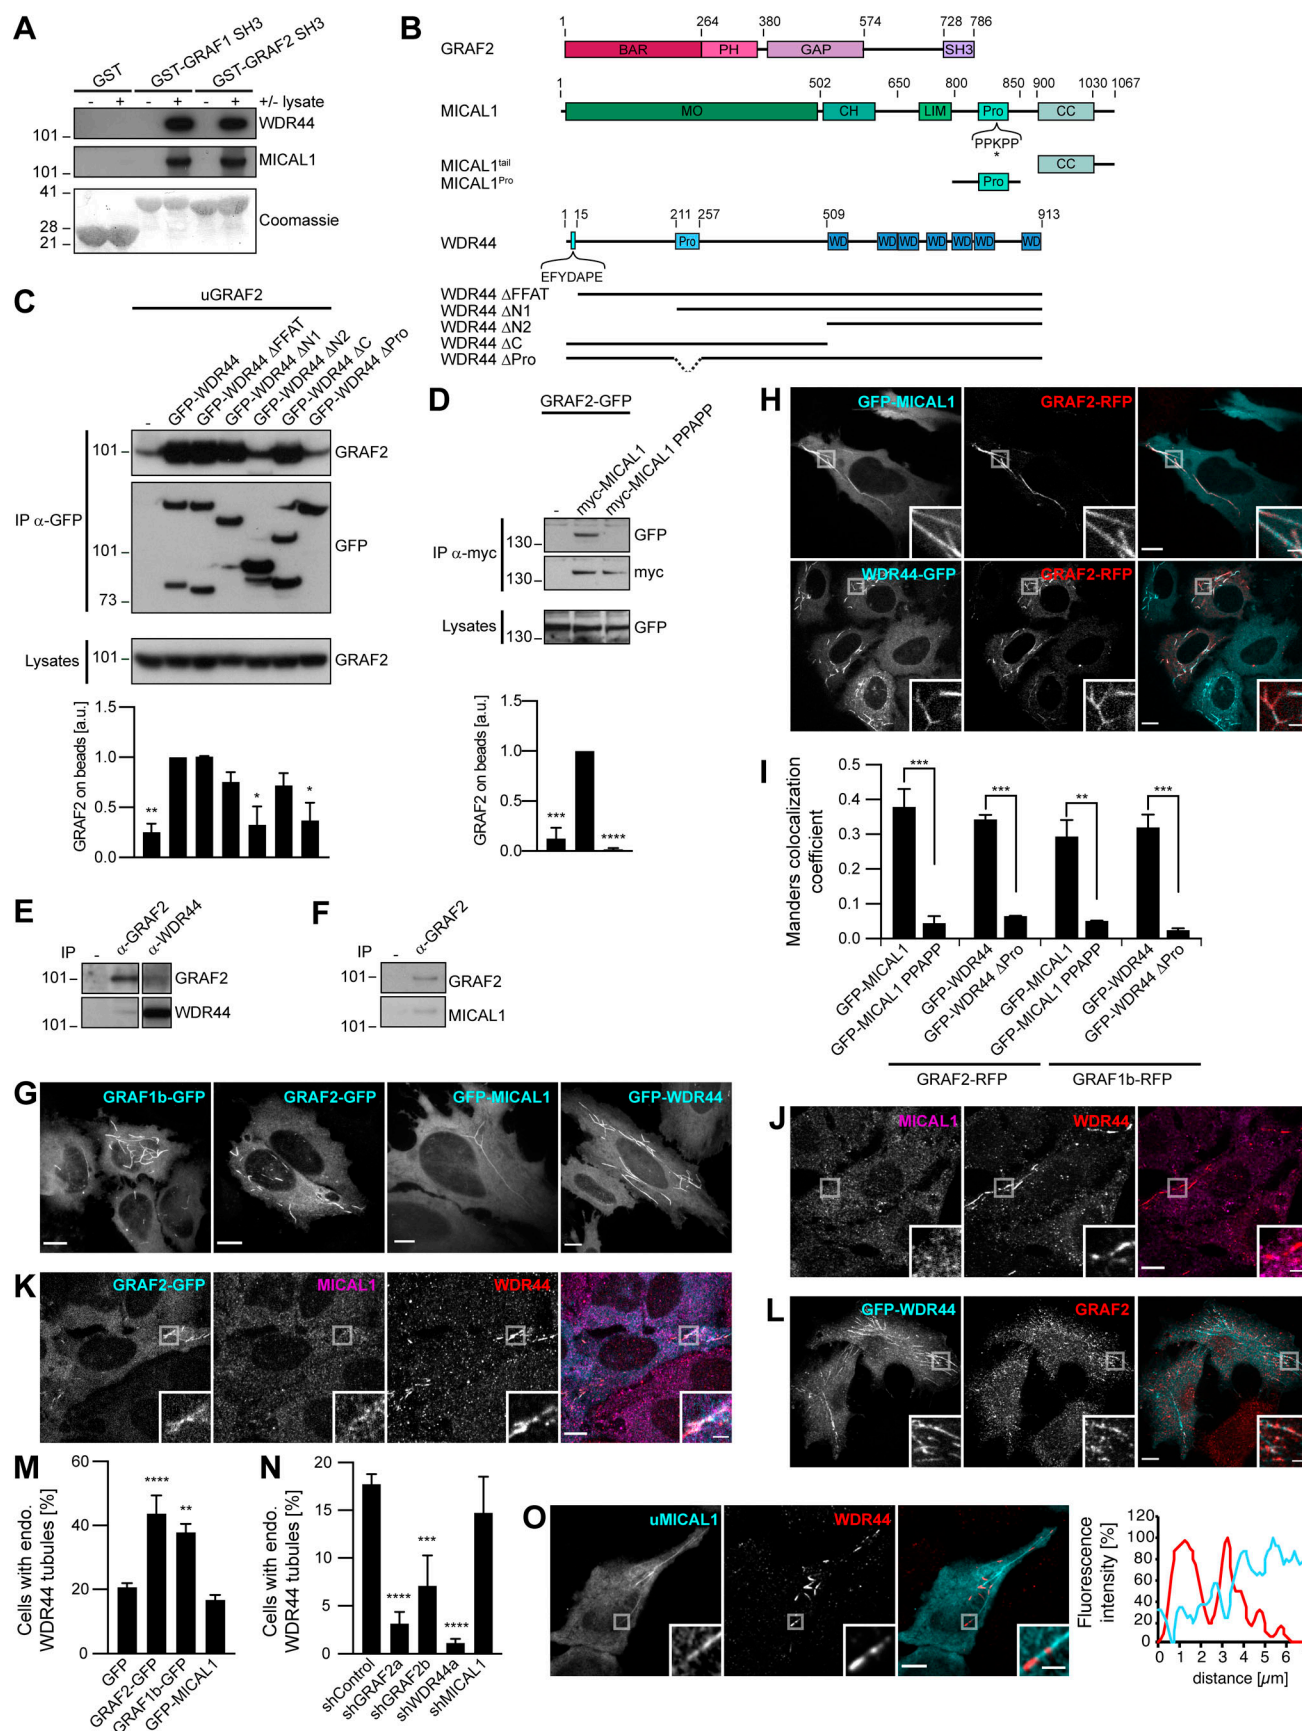 A
GST
GST-GRAF1 SH3
GST-GRAF2 SH3
- + - + - + +/- lysate
WDR44
101
MICAL1
101
41
Coomassie
28
21
B
1 264 380 574 728 786
GRAF2 BAR PH GAP SH3
1 502 650 800 850 900 1030 1067
MICAL1 MO CH LIM Pro CC
PPKPP
*
MICAL1tail CC
MICAL1Pro Pro
1 15 211 257 509 913
WDR44 Pro WD WD WD WD WD WD WD
EFYDAPE
WDR44 ΔFFAT
WDR44 ΔN1
WDR44 ΔN2
WDR44 ΔC
WDR44 ΔPro
C
uGRAF2
-
GFP-WDR44
GFP-WDR44 ΔFFAT
GFP-WDR44 ΔN1
GFP-WDR44 ΔN2
GFP-WDR44 ΔC
GFP-WDR44 ΔPro
101 GRAF2
IP α-GFP
GFP
101
73
Lysates 101 GRAF2
GRAF2 on beads [a.u.]
1.5
1.0
0.5
0.0
** * *
D
GRAF2-GFP
-
myc-MICAL1
myc-MICAL1 PPAPP
IP α-myc
130 GFP
130 myc
Lysates 130 GFP
GRAF2 on beads [a.u.]
1.5
1.0
0.5
0.0
*** ****
E
IP - α-GRAF2 α-WDR44
101 GRAF2
101 WDR44
F
IP - α-GRAF2
101 GRAF2
101 MICAL1
G
GRAF1b-GFP GRAF2-GFP GFP-MICAL1 GFP-WDR44
H
GFP-MICAL1 GRAF2-RFP
WDR44-GFP GRAF2-RFP
I
Manders colocalization
coefficient
0.5
0.4
0.3
0.2
0.1
0.0
*** *** ** ***
GFP-MICAL1
GFP-MICAL1 PPAPP
GFP-WDR44
GFP-WDR44 ΔPro
GFP-MICAL1
GFP-MICAL1 PPAPP
GFP-WDR44
GFP-WDR44 ΔPro
GRAF2-RFP GRAF1b-RFP
J
MICAL1 WDR44
K
GRAF2-GFP MICAL1 WDR44
L
GFP-WDR44 GRAF2
M
Cells with endo.
WDR44 tubules [%]
60
40
20
0
**** **
GFP
GRAF2-GFP
GRAF1b-GFP
GFP-MICAL1
N
Cells with endo.
WDR44 tubules [%]
20
15
10
5
0
**** *** ****
shControl
shGRAF2a
shGRAF2b
shWDR44a
shMICAL1
O
uMICAL1 WDR44
Fluorescence
intensity [%]
120
100
80
60
40
20
0
0 1 2 3 4 5 6
distance [µm]